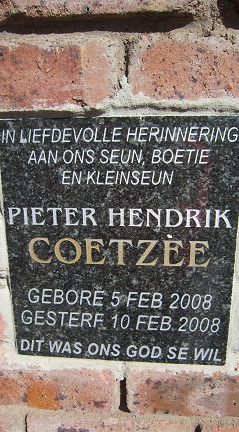 IN LIEFDEVOLLE HERINNERING
AAN ONS SEUN, BOETIE
EN KLEINSEUN
PIETER HENDRIK
COETZÈE
GEBORE 5 FEB 2008
GESTERF 10 FEB 2008
DIT WAS ONS GOD SE WIL